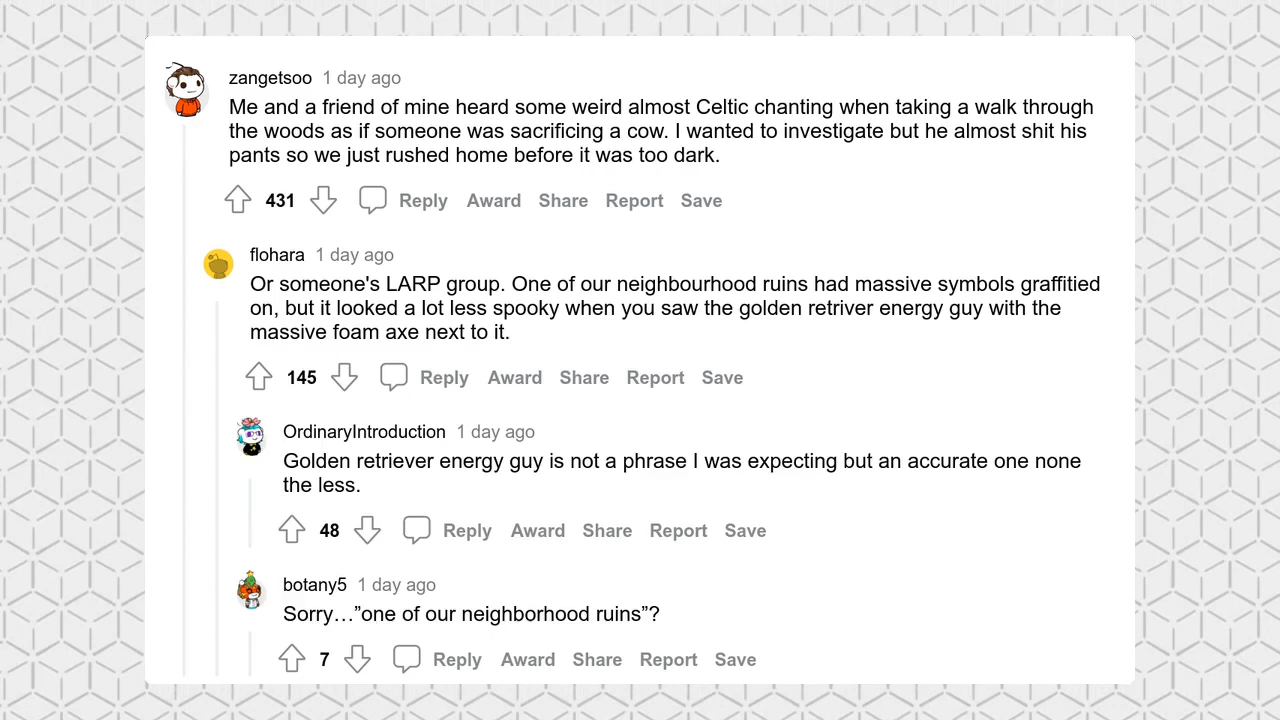 zangetsoo 1 day ago
Me and a friend of mine heard some weird almost Celtic chanting when taking a walk through
the woods as if someone was sacrificing a cow. I wanted to investigate but he almost shit his
pants so we just rushed home before it was too dark.
431 Reply Award Share Report Save
flohara 1 day ago
Or someone's LARP group. One of our neighbourhood ruins had massive symbols graffitied
on, but it looked a lot less spooky when you saw the golden retriver energy guy with the
massive foam axe next to it.
145 Reply Award Share Report Save
OrdinaryIntroduction 1 day ago
Golden retriever energy guy is not a phrase I was expecting but an accurate one none
the less.
48 Reply Award Share Report Save
botany5 1 day ago
Sorry…”one of our neighborhood ruins”?
7 Reply Award Share Report Save